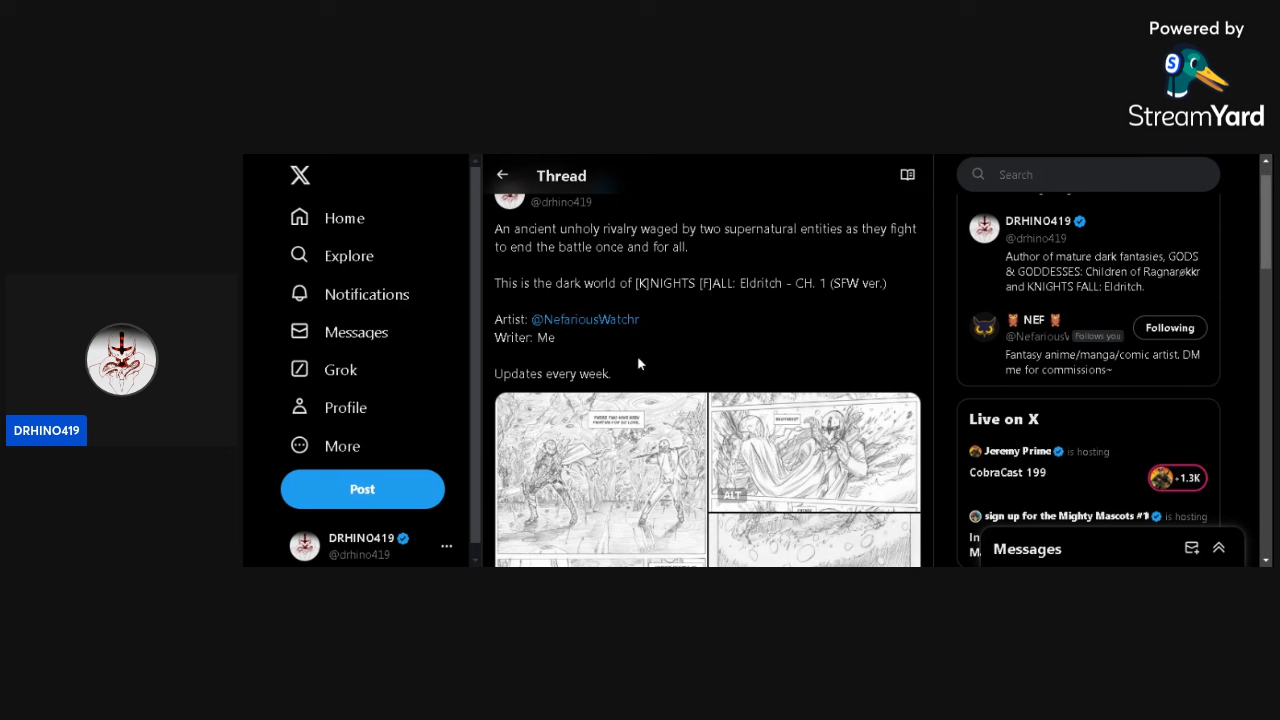 Powered by
StreamYard
DRHINO419
Home
Explore
Notifications
Messages
Grok
Profile
More
Post
DRHINO419
@drhino419
Thread
@drhino419
An ancient unholy rivalry waged by two supernatural entities as they fight
to end the battle once and for all.
This is the dark world of [K]NIGHTS [F]ALL: Eldritch - CH. 1 (SFW ver.)
Artist: @NefariousWatchr
Writer: Me
Updates every week.
ALT
Search
DRHINO419
@drhino419
Author of mature dark fantasies, GODS
& GODDESSES: Children of Ragnarøkkr
and KNIGHTS FALL: Eldritch.
NEF
@Nefarious Follows you
Following
Fantasy anime/manga/comic artist. DM
me for commissions~
Live on X
Jeremy Prime is hosting
CobraCast 199
+1.3K
sign up for the Mighty Mascots #1 is hosting
Messages